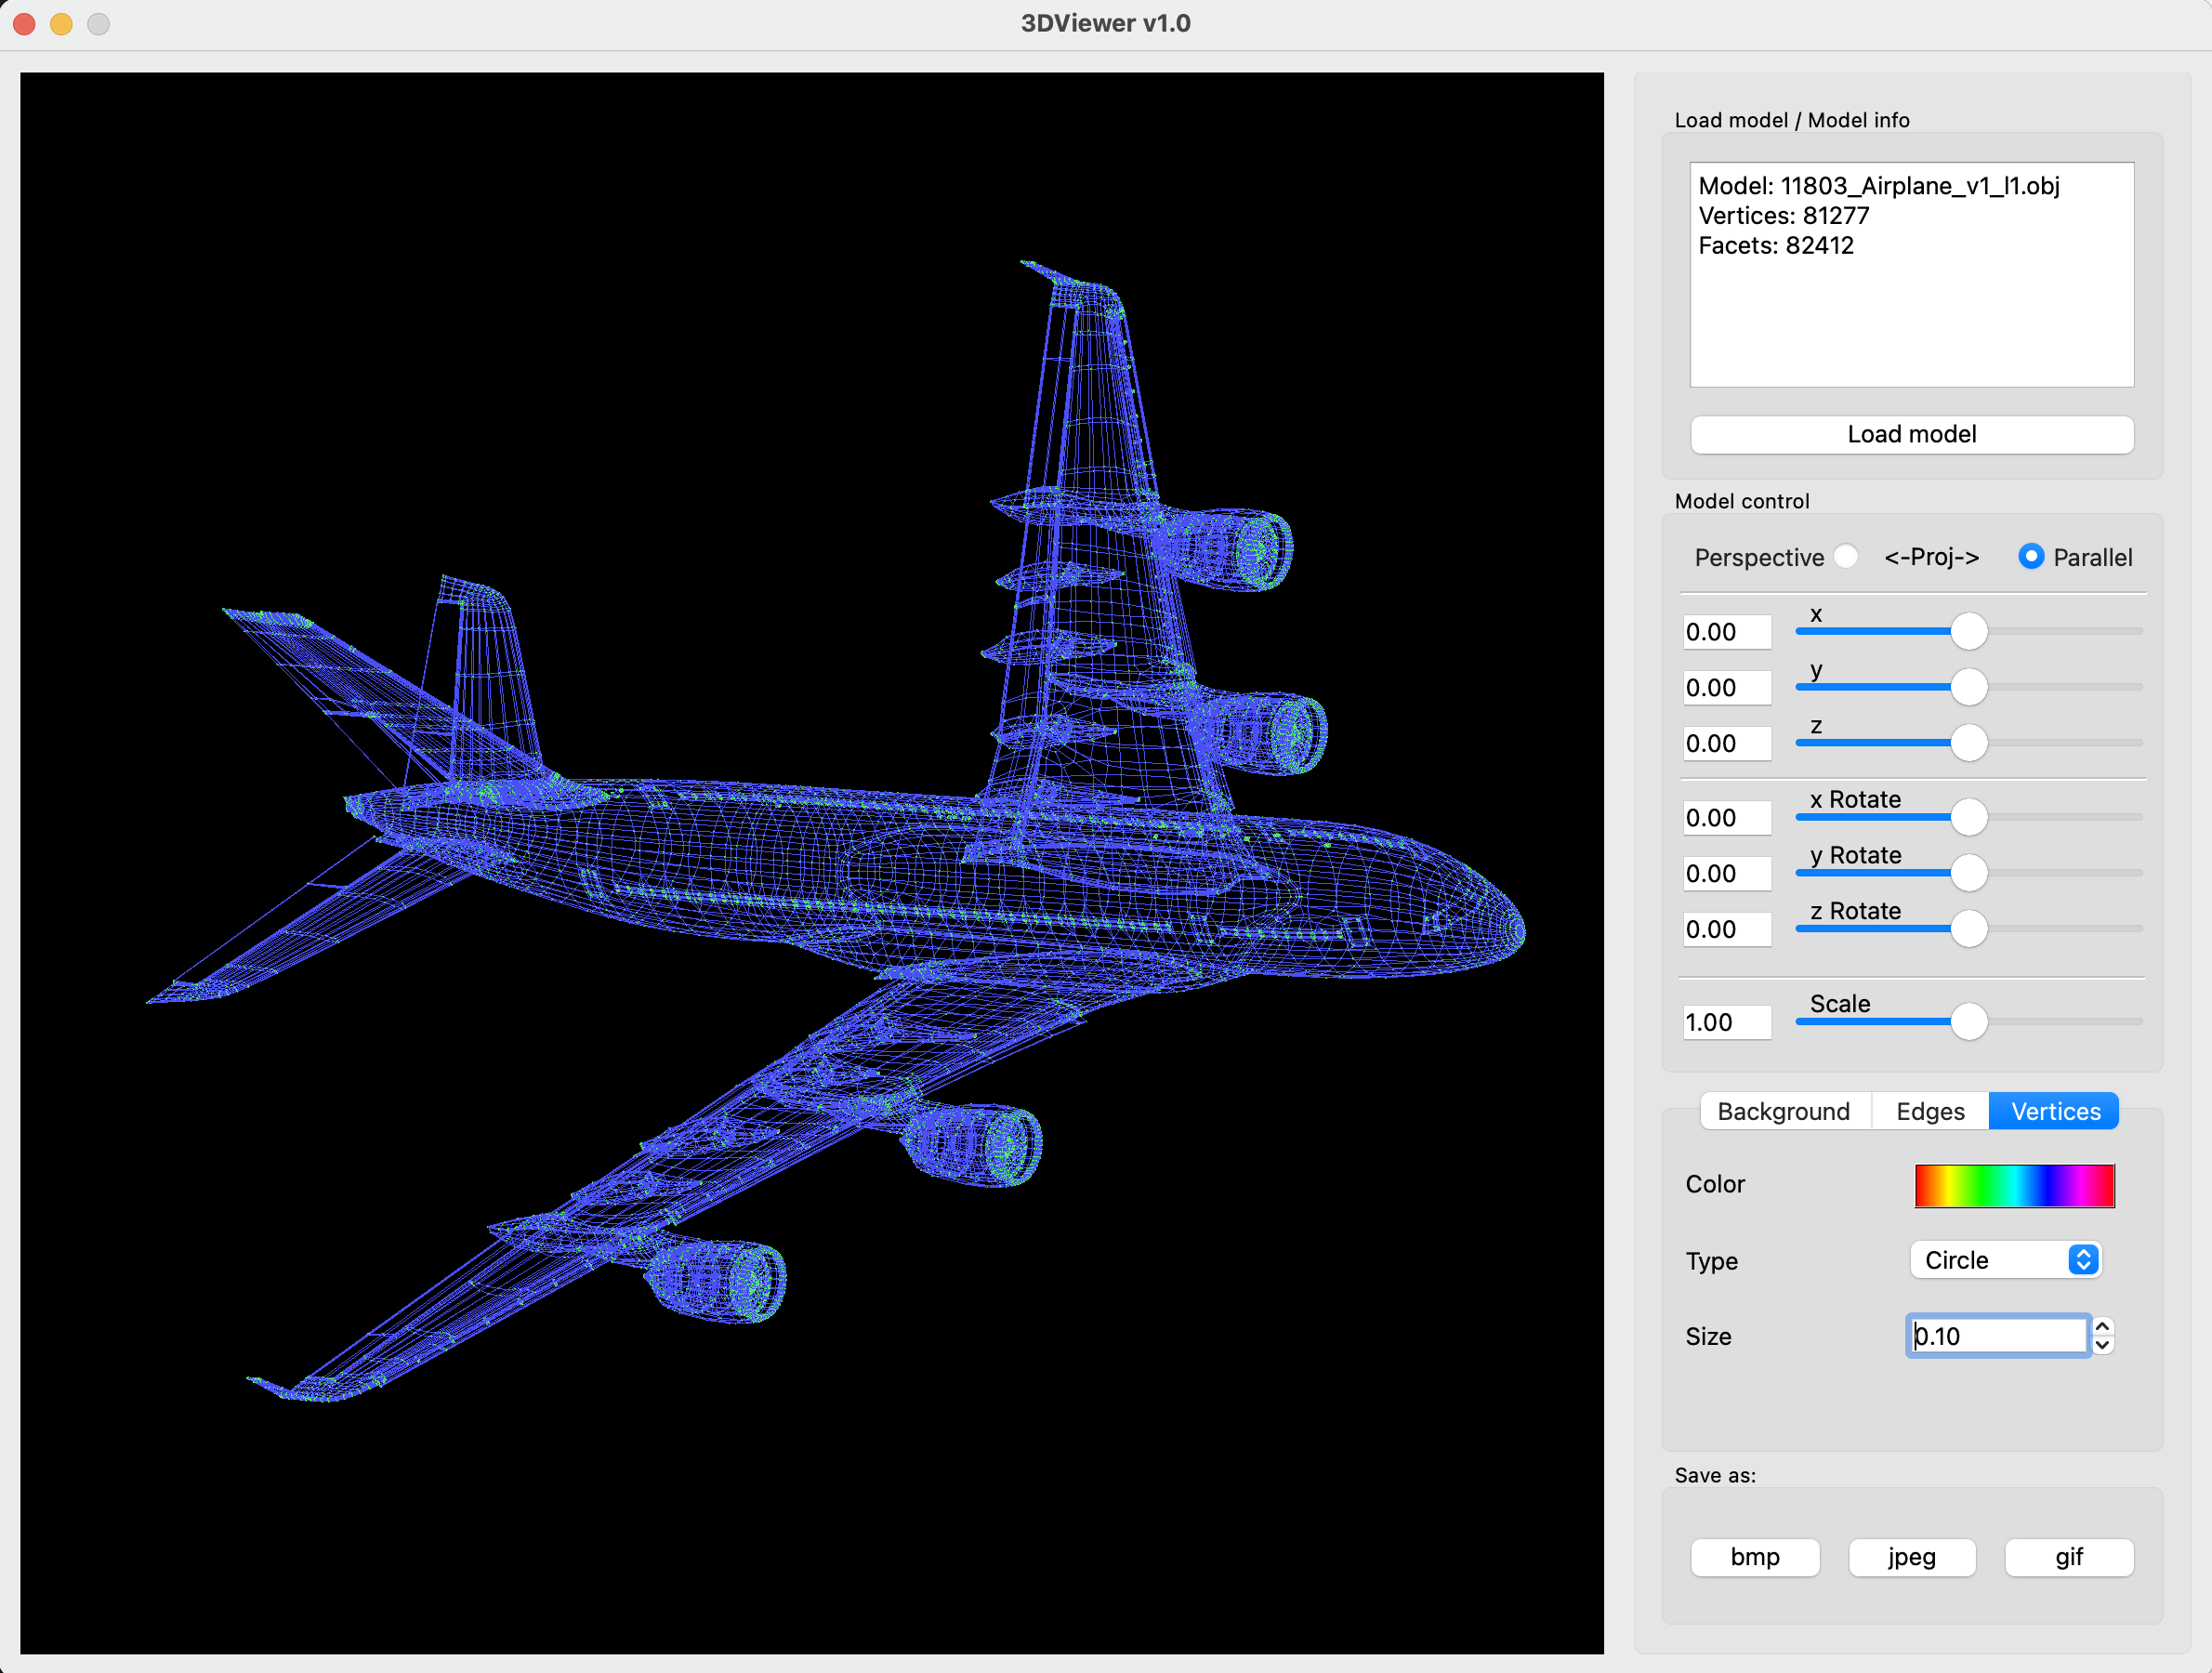 3DViewer v1.0
Load model / Model info
Model: 11803_Airplane_v1_l1.obj
Vertices: 81277
Facets: 82412
Load model
Model control
Perspective <-Proj-> Parallel
x
0.00
y
0.00
z
0.00
x Rotate
0.00
y Rotate
0.00
z Rotate
0.00
Scale
1.00
Background Edges Vertices
Color
Type Circle
Size 0.10
Save as:
bmp jpeg gif